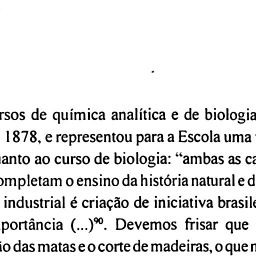 rsos de química analítica e de biologia
1878, e representou para a Escola uma
anto ao curso de biologia: “ambas as ca
ompletam o ensino da história natural e d
industrial é criação de iniciativa brasile
portância (...)⁹⁰. Devemos frisar que
ão das matas e o corte de madeiras, o que n